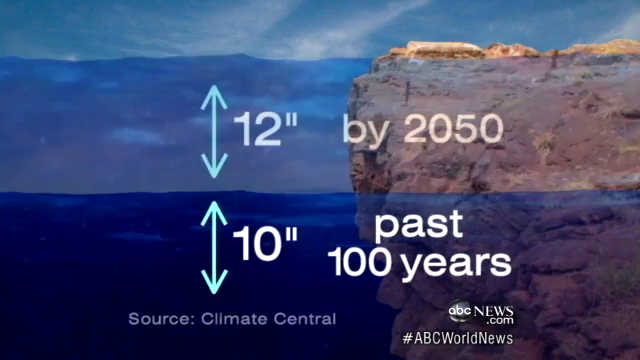 12" by 2050
10" past
100 years
Source: Climate Central
abc NEWS
.com
#ABCWorldNews